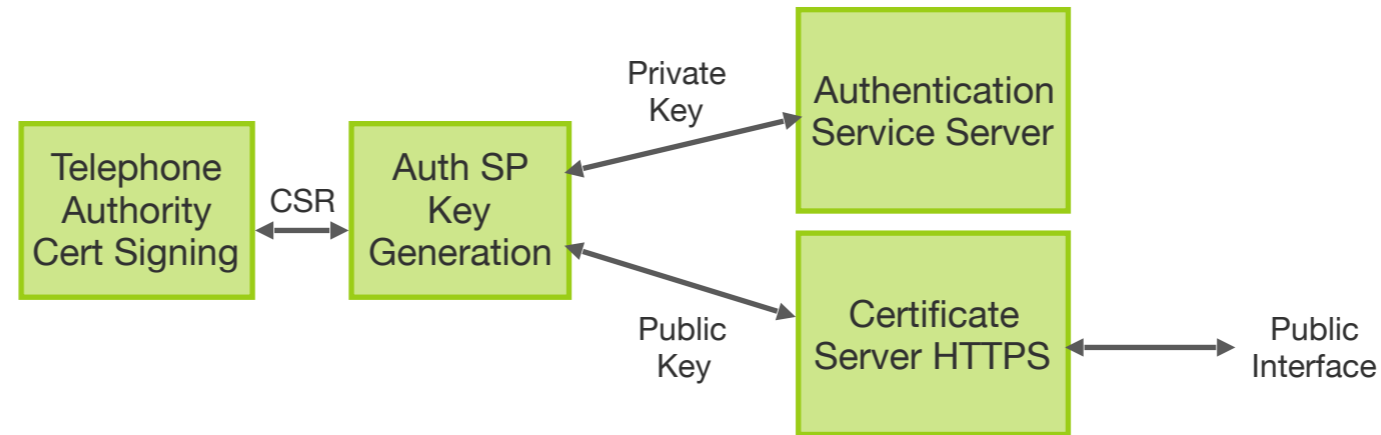 Telephone
Authority
Cert Signing
CSR
Auth SP
Key
Generation
Private
Key
Authentication
Service Server
Public
Key
Certificate
Server HTTPS
Public
Interface